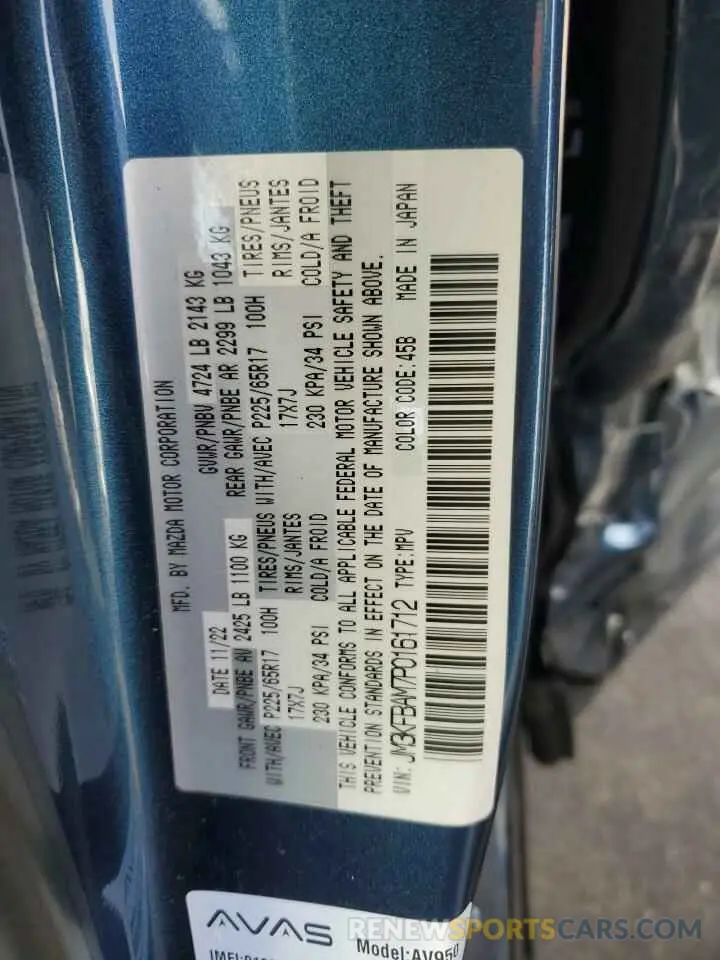 MFD. BY MAZDA MOTOR CORPORATION
DATE 11/22 GVWR/PNBV 4724 LB 2143 KG
FRONT GAWR/PNBE AV 2425 LB 1100 KG REAR GAWR/PNBE AR 2299 LB 1043 KG
WITH/AVEC P225/65R17 100H TIRES/PNEUS WITH/AVEC P225/65R17 100H TIRES/PNEUS
17X7J RIMS/JANTES 17X7J RIMS/JANTES
230 KPA/34 PSI COLD/A FROID 230 KPA/34 PSI COLD/A FROID
THIS VEHICLE CONFORMS TO ALL APPLICABLE FEDERAL MOTOR VEHICLE SAFETY AND THEFT
PREVENTION STANDARDS IN EFFECT ON THE DATE OF MANUFACTURE SHOWN ABOVE.
VIN: JM3KFBAM7P0161712 TYPE:MPV COLOR CODE:45B MADE IN JAPAN
AVAS
Model:AV950
RENEWSPORTSCARS.COM